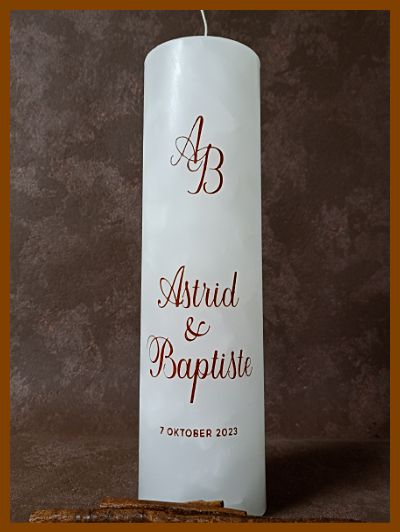 AB
Astrid
&
Baptiste
7 OKTOBER 2023